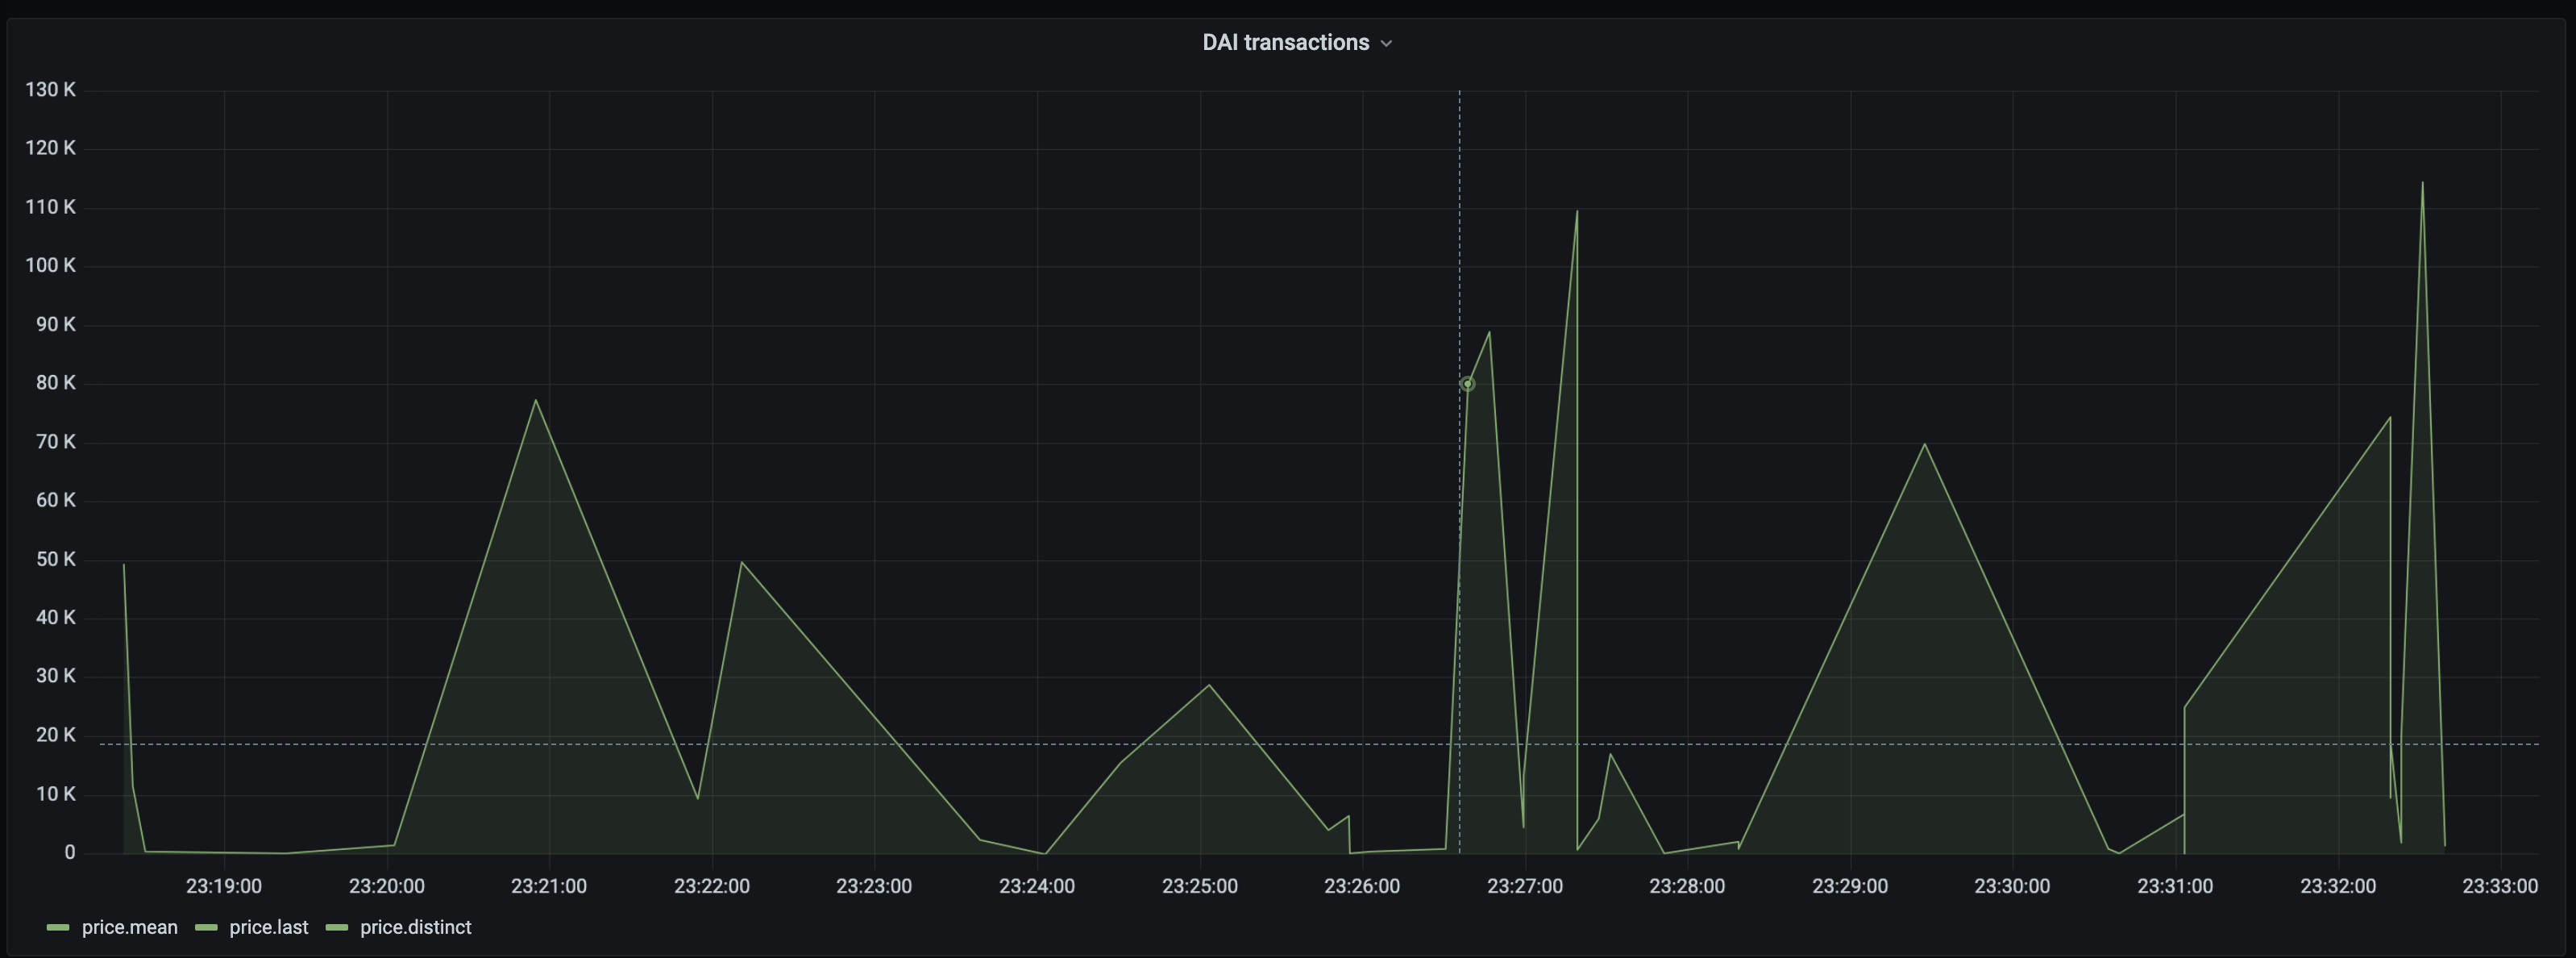 DAI transactions
130 K
120 K
110 K
100 K
90 K
80 K
70 K
60 K
50 K
40 K
30 K
20 K
10 K
0
23:19:00 23:20:00 23:21:00 23:22:00 23:23:00 23:24:00 23:25:00 23:26:00 23:27:00 23:28:00 23:29:00 23:30:00 23:31:00 23:32:00 23:33:00
price.mean price.last price.distinct